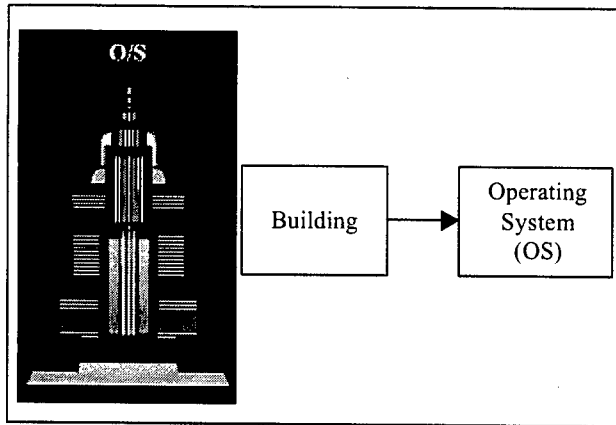 O/S
Building
Operating
System
(OS)